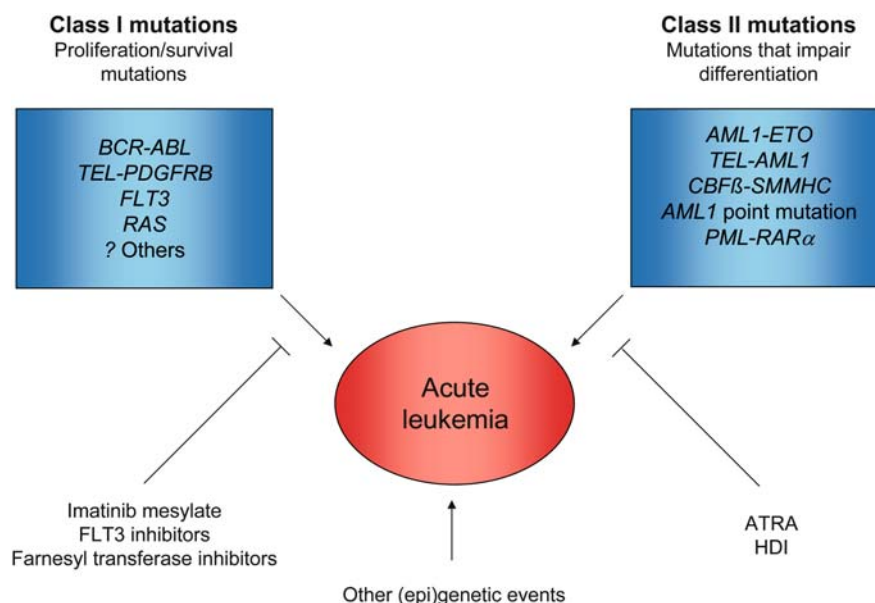 Class I mutations
Proliferation/survival
mutations
BCR-ABL
TEL-PDGFRB
FLT3
RAS
? Others
Class II mutations
Mutations that impair
differentiation
AML1-ETO
TEL-AML1
CBFß-SMMHC
AML1 point mutation
PML-RARα
Acute
leukemia
Imatinib mesylate
FLT3 inhibitors
Farnesyl transferase inhibitors
ATRA
HDI
Other (epi)genetic events